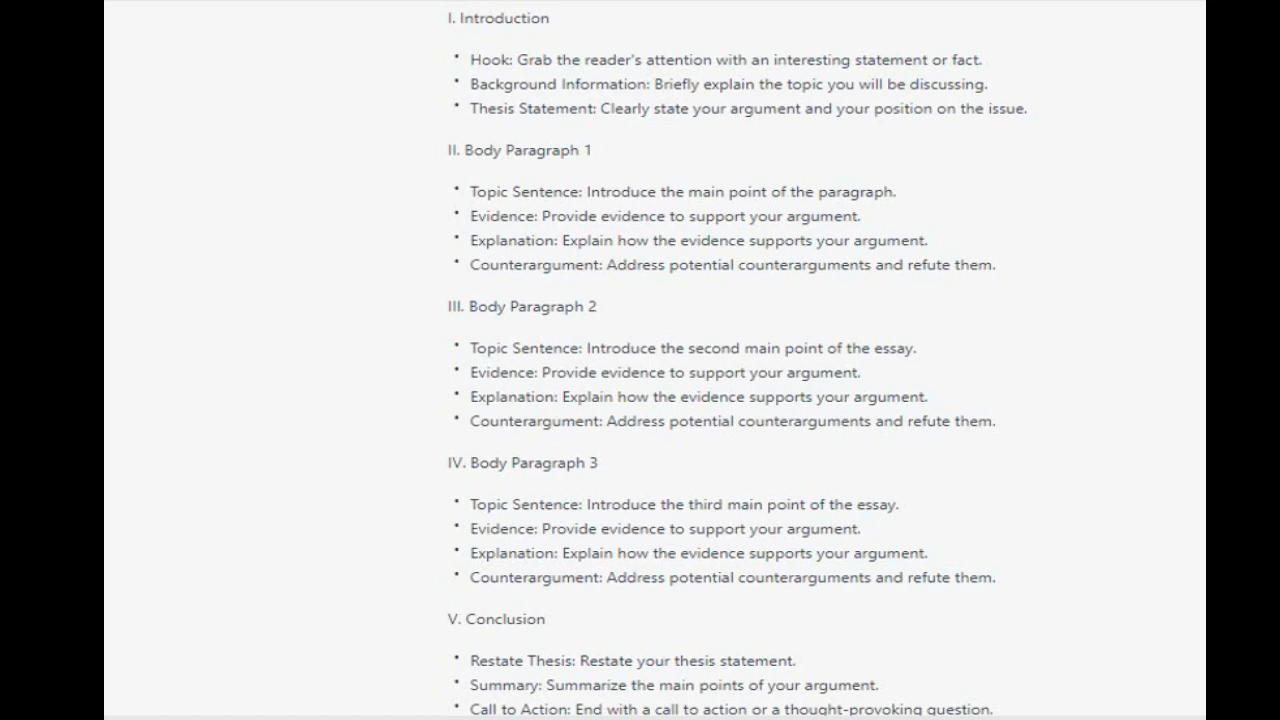 I. Introduction
• Hook: Grab the reader's attention with an interesting statement or fact.
• Background Information: Briefly explain the topic you will be discussing.
• Thesis Statement: Clearly state your argument and your position on the issue.
II. Body Paragraph 1
• Topic Sentence: Introduce the main point of the paragraph.
• Evidence: Provide evidence to support your argument.
• Explanation: Explain how the evidence supports your argument.
• Counterargument: Address potential counterarguments and refute them.
III. Body Paragraph 2
• Topic Sentence: Introduce the second main point of the essay.
• Evidence: Provide evidence to support your argument.
• Explanation: Explain how the evidence supports your argument.
• Counterargument: Address potential counterarguments and refute them.
IV. Body Paragraph 3
• Topic Sentence: Introduce the third main point of the essay.
• Evidence: Provide evidence to support your argument.
• Explanation: Explain how the evidence supports your argument.
• Counterargument: Address potential counterarguments and refute them.
V. Conclusion
• Restate Thesis: Restate your thesis statement.
• Summary: Summarize the main points of your argument.
• Call to Action: End with a call to action or a thought-provoking question.